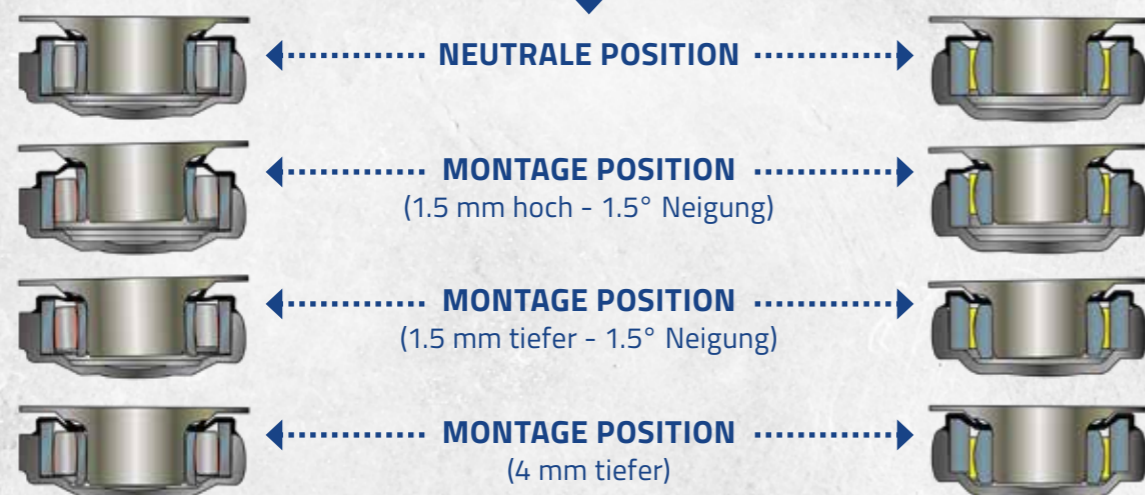 NEUTRALE POSITION
MONTAGE POSITION
(1.5 mm hoch - 1.5° Neigung)
MONTAGE POSITION
(1.5 mm tiefer - 1.5° Neigung)
MONTAGE POSITION
(4 mm tiefer)